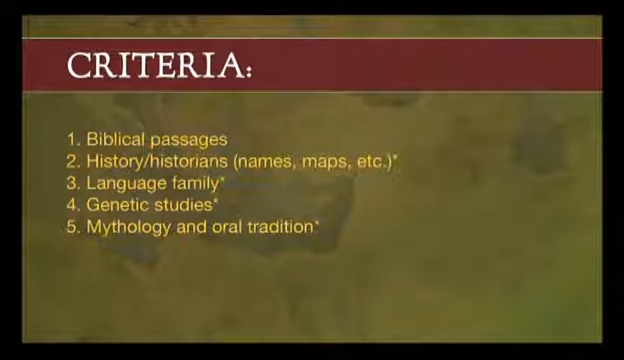 CRITERIA:
1. Biblical passages
2. History/historians (names, maps, etc.)*
3. Language family*
4. Genetic studies*
5. Mythology and oral tradition*